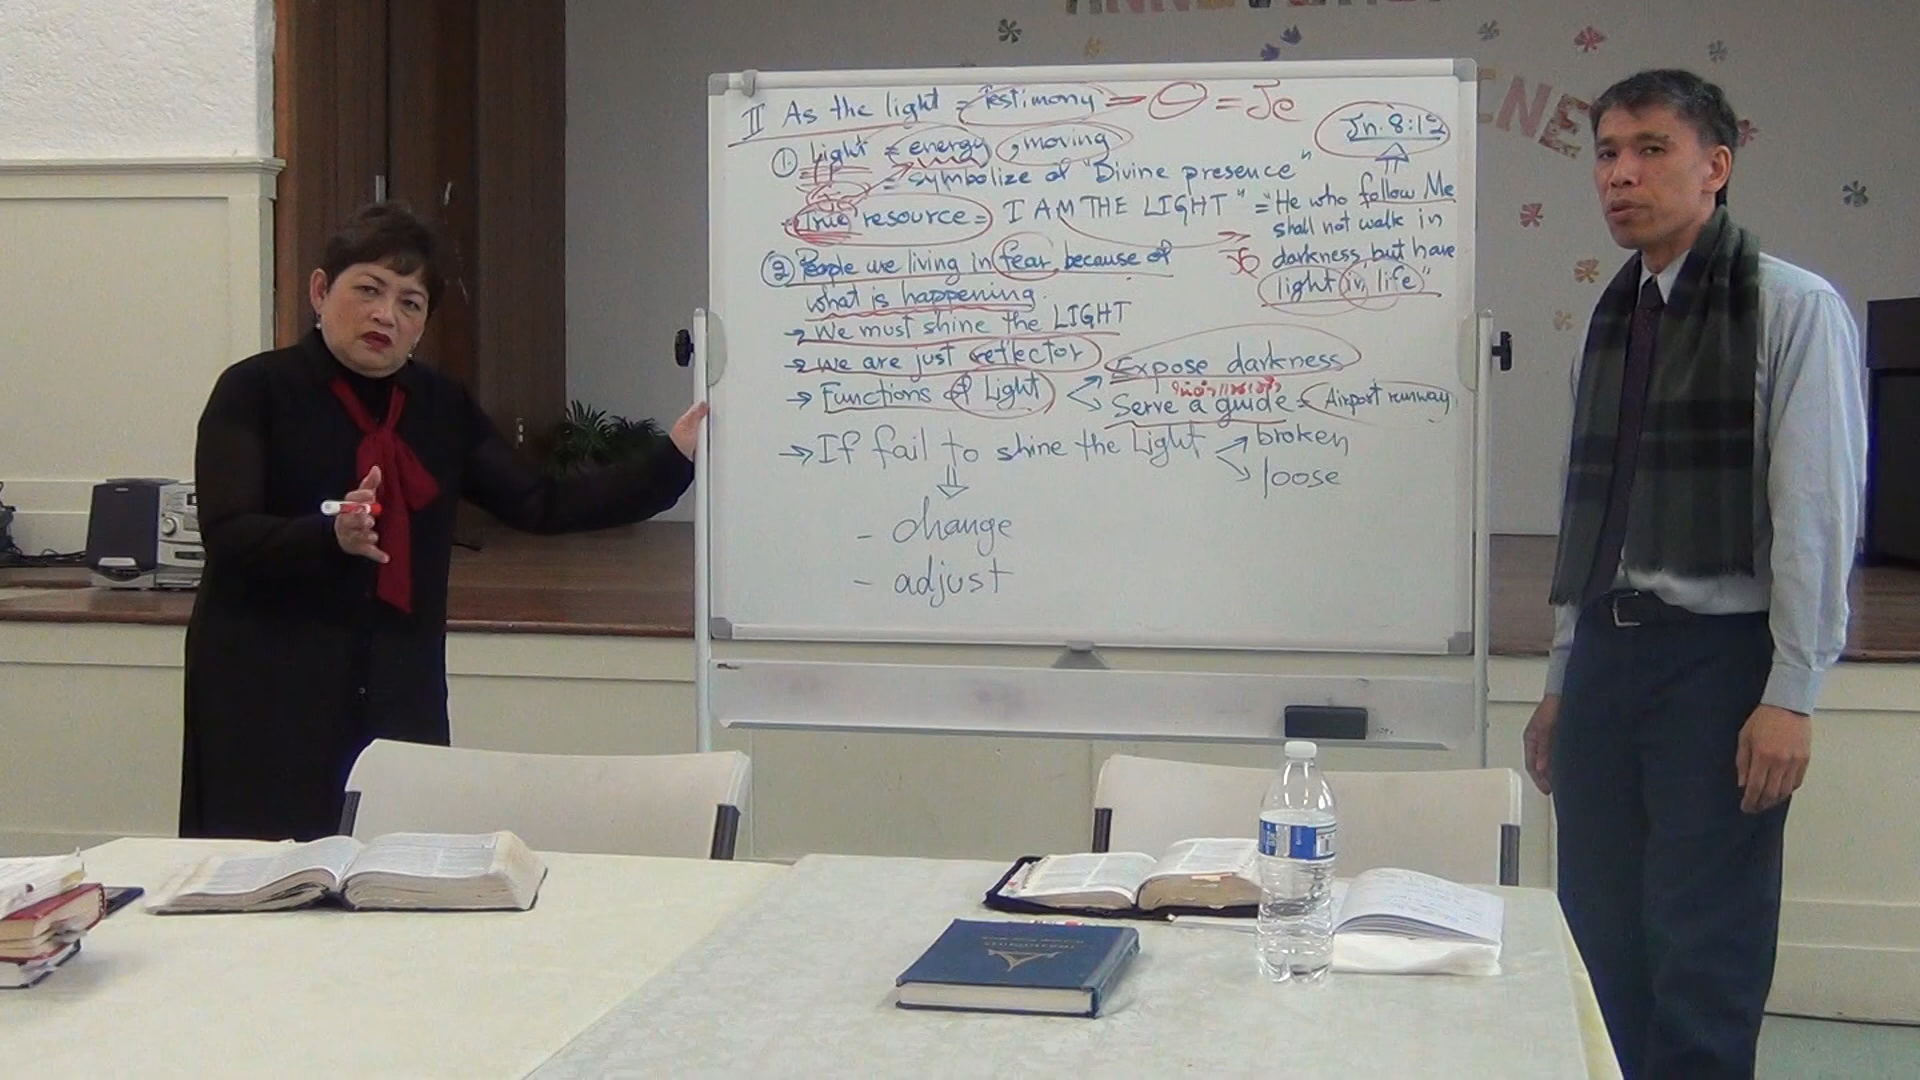 II As the light = Testimony → = Je
Jn. 8:12
① Light = energy, moving
= symbolize of "Divine presence"
True resource = I AM THE LIGHT" = "He who follow Me
shall not walk in
darkness, but have
light in life"
② People we living in fear, because of
what is happening.
→ We must shine the LIGHT
→ we are just reflector
→ Functions of Light
Expose darkness
Serve a guide = Airport runway
→ If fail to shine the Light
broken
loose
- change
- adjust